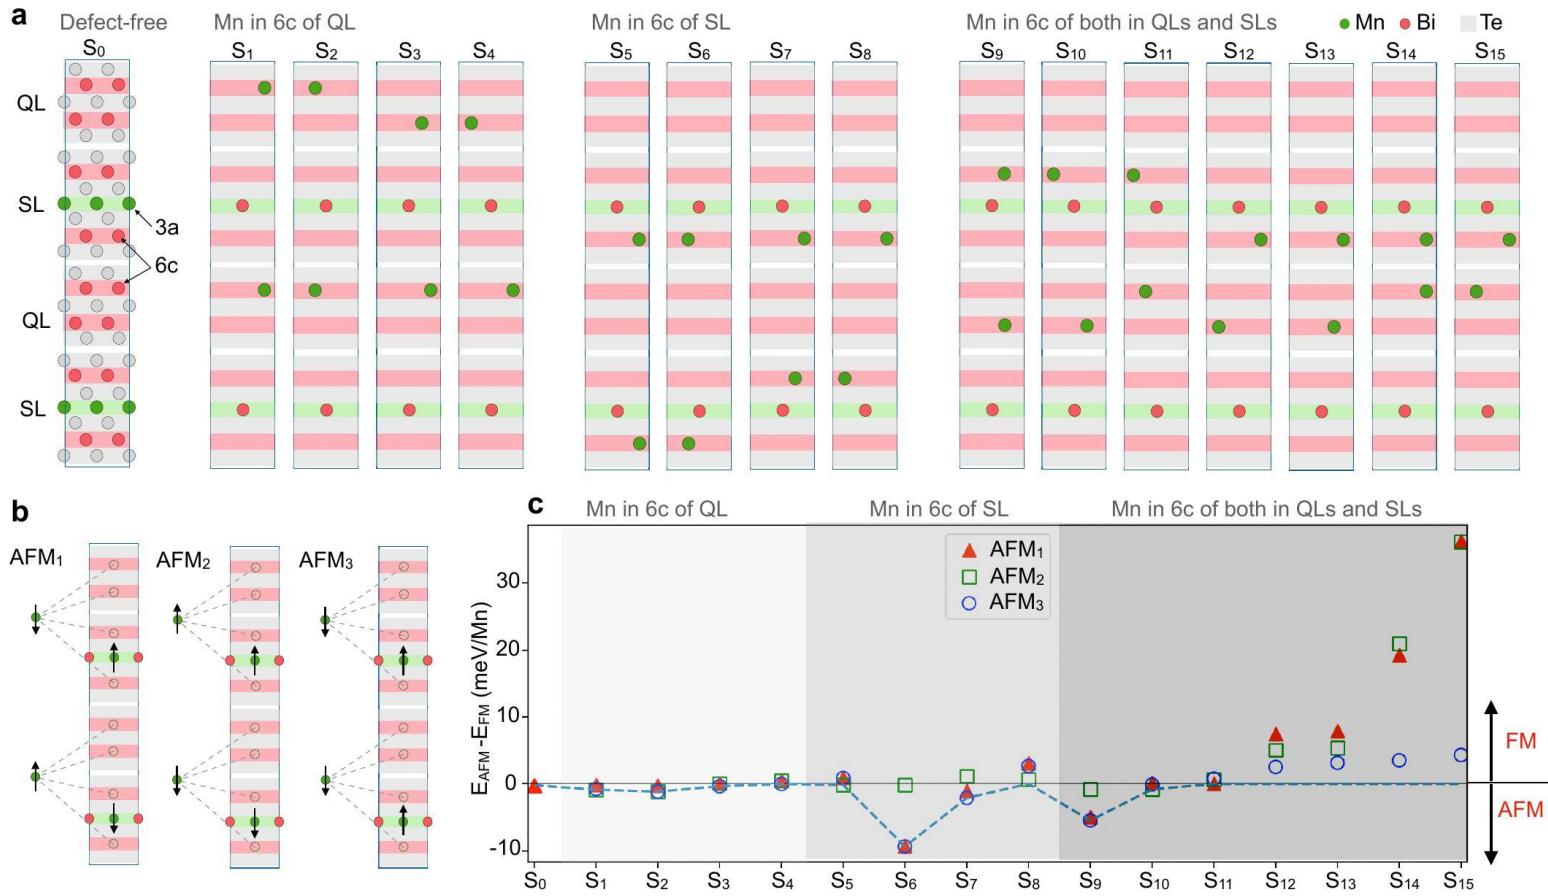 a
Defect-free
Mn in 6c of QL
Mn in 6c of SL
Mn in 6c of both in QLs and SLs
Mn
Bi
Te
S0
S1
S2
S3
S4
S5
S6
S7
S8
S9
S10
S11
S12
S13
S14
S15
QL
SL
3a
6c
QL
SL
b
AFM1
AFM2
AFM3
c
Mn in 6c of QL
Mn in 6c of SL
Mn in 6c of both in QLs and SLs
AFM1
AFM2
AFM3
EAFM -EFM (meV/Mn)
30
20
10
0
-10
FM
AFM
S0
S1
S2
S3
S4
S5
S6
S7
S8
S9
S10
S11
S12
S13
S14
S15